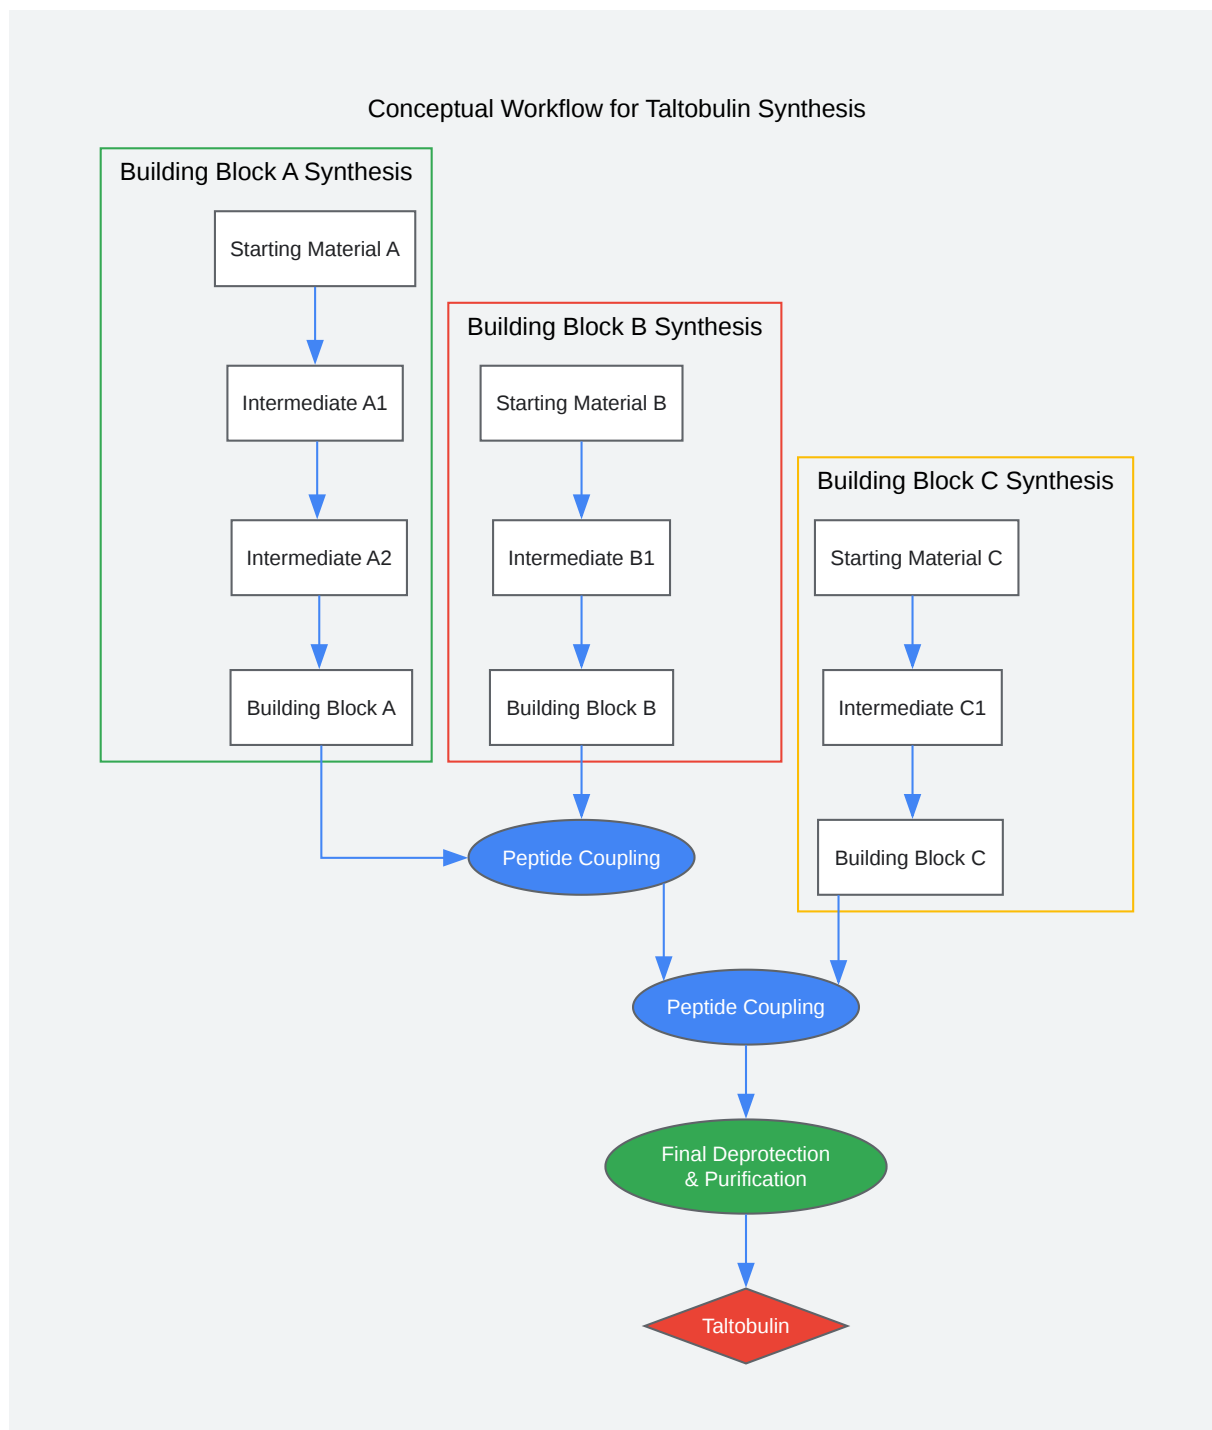 Conceptual Workflow for Taltobulin Synthesis
Building Block A Synthesis
Starting Material A
Intermediate A1
Intermediate A2
Building Block A
Building Block B Synthesis
Starting Material B
Intermediate B1
Building Block B
Building Block C Synthesis
Starting Material C
Intermediate C1
Building Block C
Peptide Coupling
Peptide Coupling
Final Deprotection
& Purification
Taltobulin